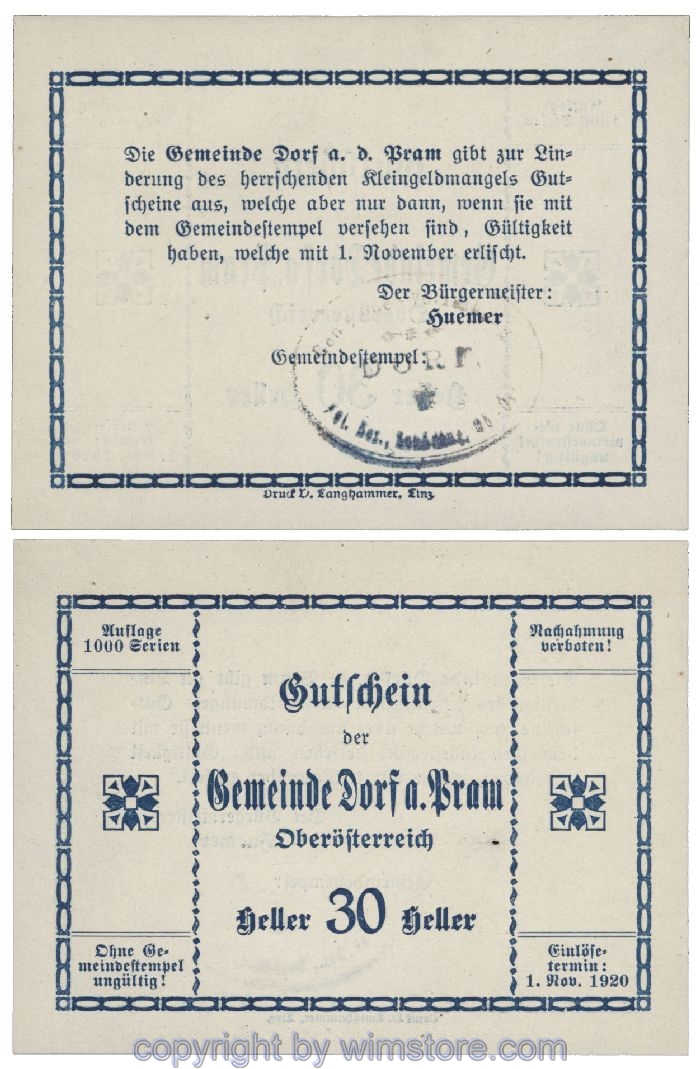 Die Gemeinde Dorf a. d. Pram gibt zur Lin-
derung des herrschenden Kleingeldmangels Gut-
scheine aus, welche aber nur dann, wenn sie mit
dem Gemeindestempel versehen sind, Gültigkeit
haben, welche mit 1. November erlischt.
Der Bürgermeister:
Huemer
Gemeindestempel:
DORF
Druck V. Langhammer, Linz.
Auflage
1000 Serien
Nachahmung
verboten!
Gutschein
der
Gemeinde Dorf a. Pram
Oberösterreich
Heller 30 Heller
Ohne Ge-
meindestempel
ungültig!
Einlöse-
termin:
1. Nov. 1920
copyright by wimstore.com